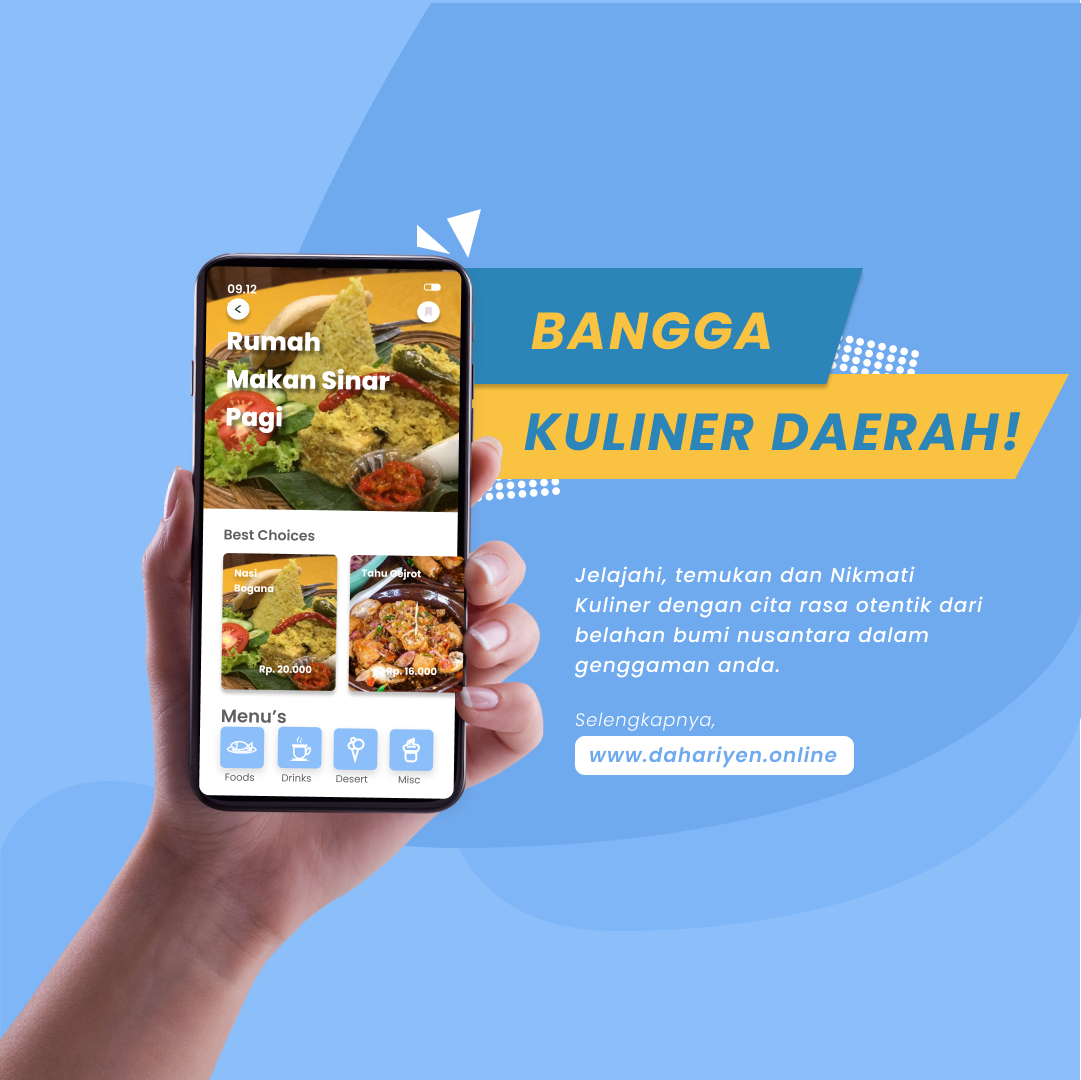 09.12
Rumah
Makan Sinar
Pagi
Best Choices
Nasi
Bogana
Rp. 20.000
Tahu Gejrot
Rp. 16.000
Menu’s
Foods
Drinks
Desert
Misc
BANGGA
KULINER DAERAH!
Jelajahi, temukan dan Nikmati
Kuliner dengan cita rasa otentik dari
belahan bumi nusantara dalam
genggaman anda.
Selengkapnya,
www.dahariyen.online